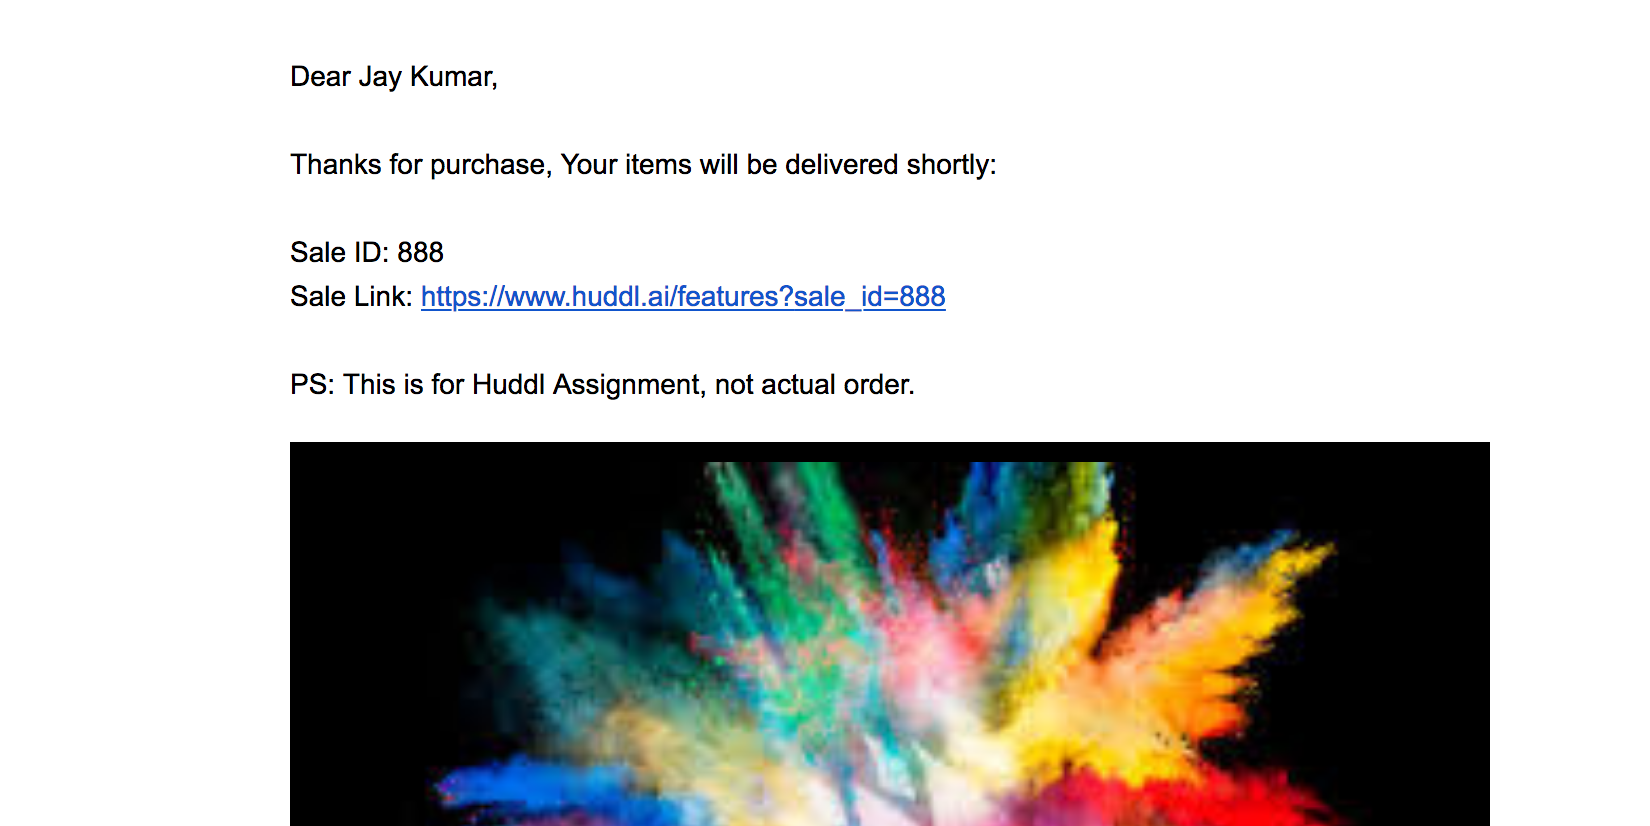 Dear Jay Kumar,
Thanks for purchase, Your items will be delivered shortly:
Sale ID: 888
Sale Link: https://www.huddl.ai/features?sale_id=888
PS: This is for Huddl Assignment, not actual order.